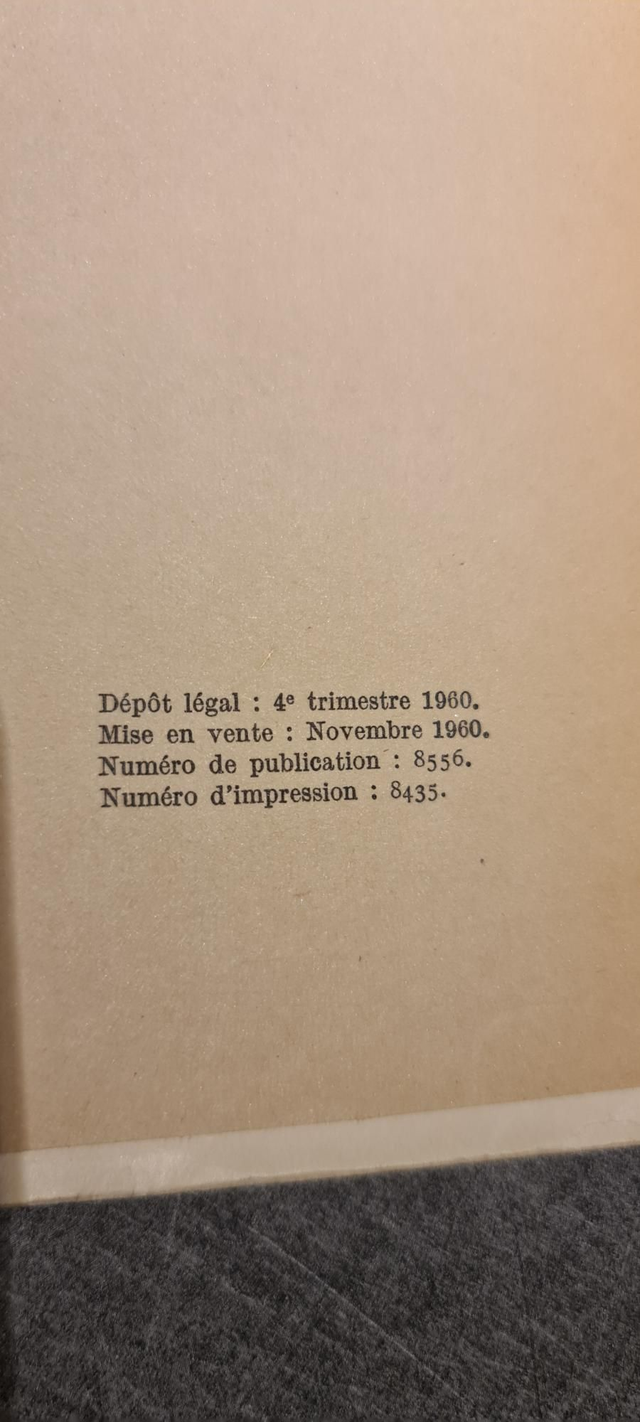 Dépôt légal : 4e trimestre 1960.
Mise en vente : Novembre 1960.
Numéro de publication : 8556.
Numéro d'impression : 8435.